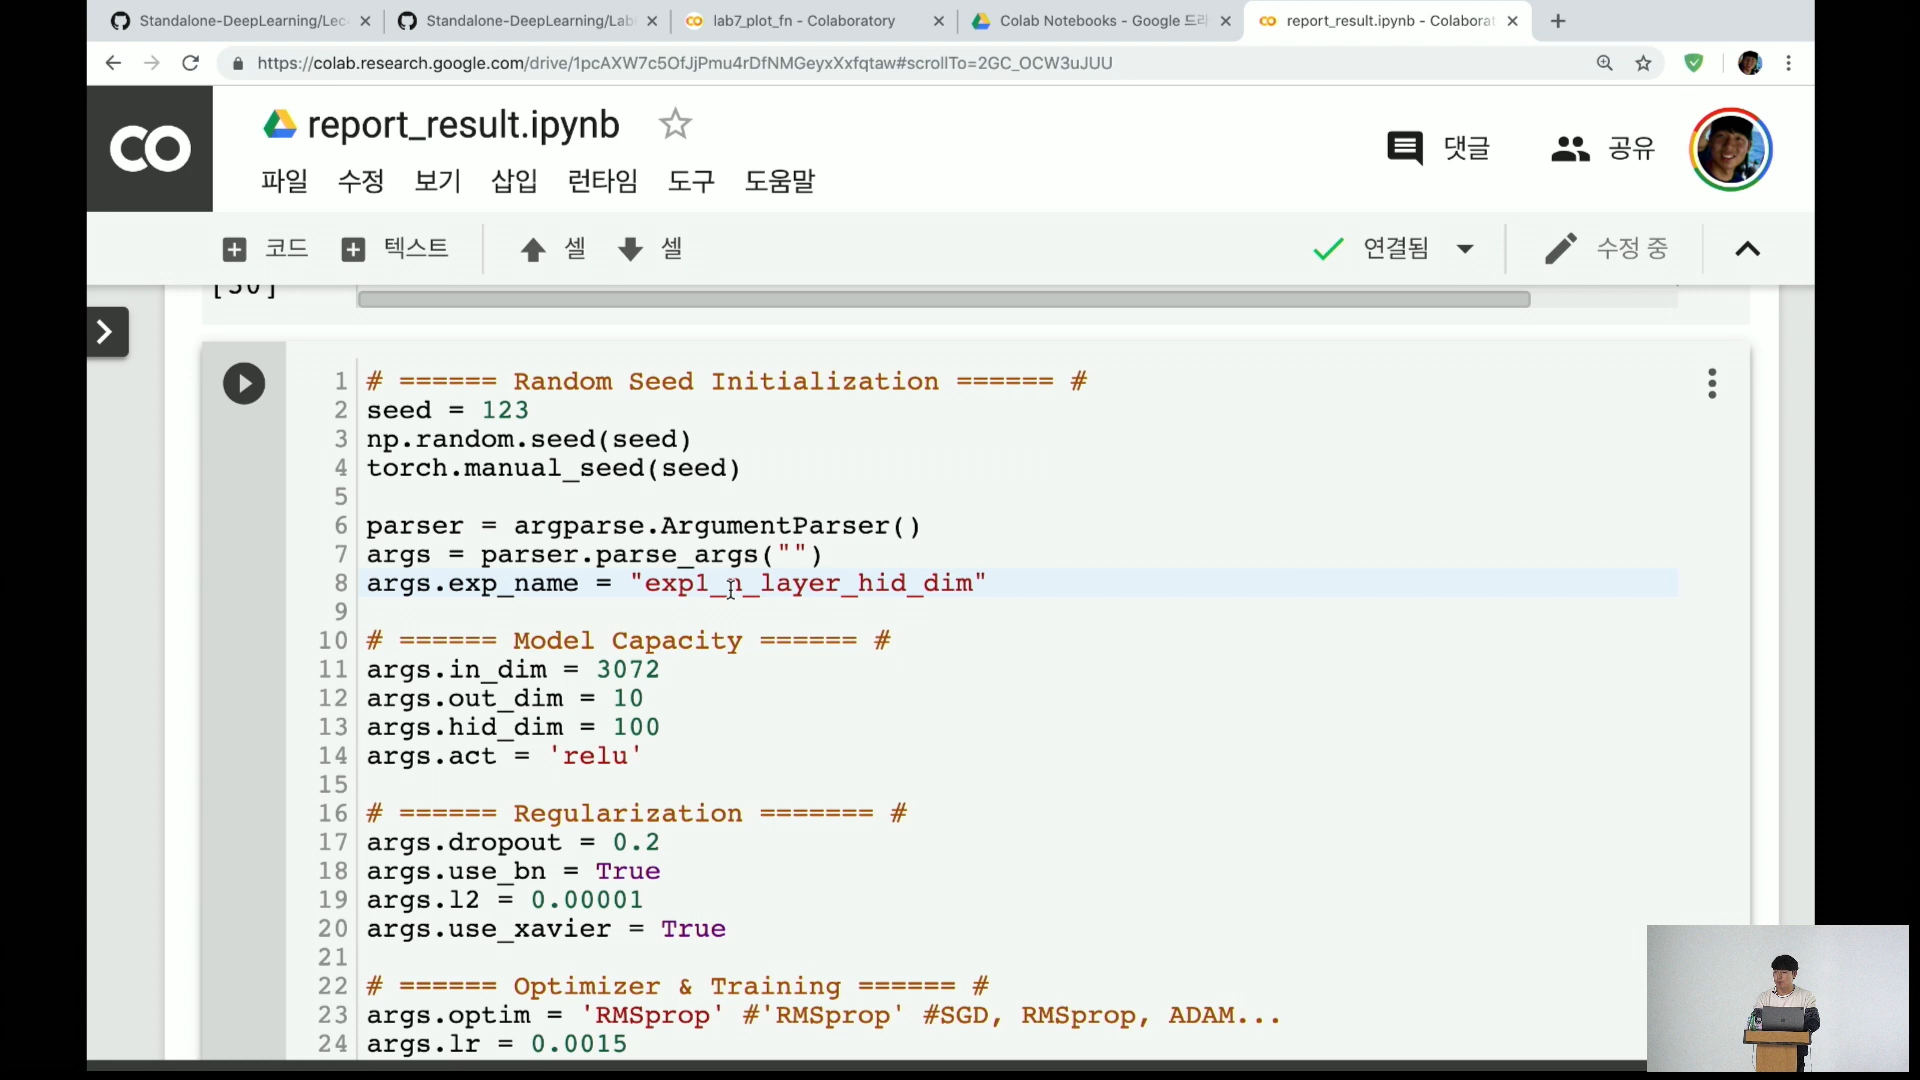 Standalone-DeepLearning/Lec
Standalone-DeepLearning/Lab
lab7_plot_fn - Colaboratory
Colab Notebooks - Google 드라
report_result.ipynb - Colaborat
https://colab.research.google.com/drive/1pcAXW7c5OfJjPmu4rDfNMGeyxXxfqtaw#scrollTo=2GC_OCW3uJUU
CO
report_result.ipynb
댓글
공유
파일 수정 보기 삽입 런타임 도구 도움말
코드 텍스트 셀 셀
연결됨
수정 중
[30]
1 # ====== Random Seed Initialization ====== #
2 seed = 123
3 np.random.seed(seed)
4 torch.manual_seed(seed)
5
6 parser = argparse.ArgumentParser()
7 args = parser.parse_args("")
8 args.exp_name = "exp1_n_layer_hid_dim"
9
10 # ====== Model Capacity ====== #
11 args.in_dim = 3072
12 args.out_dim = 10
13 args.hid_dim = 100
14 args.act = 'relu'
15
16 # ====== Regularization ======= #
17 args.dropout = 0.2
18 args.use_bn = True
19 args.l2 = 0.00001
20 args.use_xavier = True
21
22 # ====== Optimizer & Training ====== #
23 args.optim = 'RMSprop' #'RMSprop' #SGD, RMSprop, ADAM...
24 args.lr = 0.0015